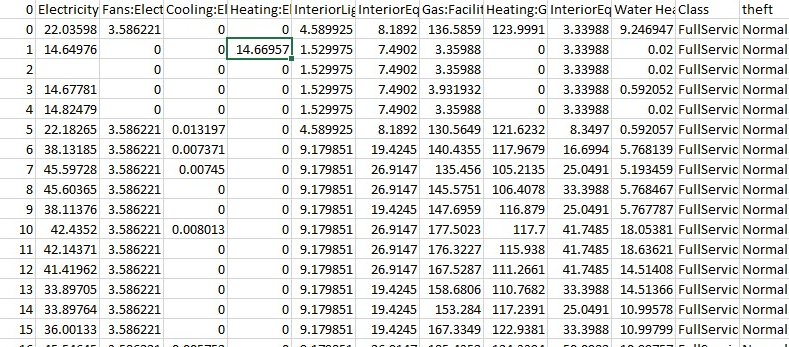 0 Electricity Fans:Elect Cooling:El Heating:El InteriorLig InteriorEq Gas:Facilit Heating:G InteriorEq Water Hea Class theft
0 22.03598 3.586221 0 0 4.589925 8.1892 136.5859 123.9991 3.33988 9.246947 FullServic Normal
1 14.64976 0 0 14.66957 1.529975 7.4902 3.35988 0 3.33988 0.02 FullServic Normal
2 0 0 0 1.529975 7.4902 3.35988 0 3.33988 0.02 FullServic Normal
3 14.67781 0 0 0 1.529975 7.4902 3.931932 0 3.33988 0.592052 FullServic Normal
4 14.82479 0 0 0 1.529975 7.4902 3.35988 0 3.33988 0.02 FullServic Normal
5 22.18265 3.586221 0.013197 0 4.589925 8.1892 130.5649 121.6232 8.3497 0.592057 FullServic Normal
6 38.13185 3.586221 0.007371 0 9.179851 19.4245 140.4355 117.9679 16.6994 5.768139 FullServic Normal
7 45.59728 3.586221 0.00745 0 9.179851 26.9147 135.456 105.2135 25.0491 5.193459 FullServic Normal
8 45.60365 3.586221 0 0 9.179851 26.9147 145.5751 106.4078 33.3988 5.768467 FullServic Normal
9 38.11376 3.586221 0 0 9.179851 19.4245 147.6959 116.879 25.0491 5.767787 FullServic Normal
10 42.4352 3.586221 0.008013 0 9.179851 26.9147 177.5023 117.7 41.7485 18.05381 FullServic Normal
11 42.14371 3.586221 0 0 9.179851 26.9147 176.3227 115.938 41.7485 18.63621 FullServic Normal
12 41.41962 3.586221 0 0 9.179851 26.9147 167.5287 111.2661 41.7485 14.51408 FullServic Normal
13 33.89705 3.586221 0 0 9.179851 19.4245 158.6806 110.7682 33.3988 14.51366 FullServic Normal
14 33.89764 3.586221 0 0 9.179851 19.4245 153.284 117.2391 25.0491 10.99578 FullServic Normal
15 36.00133 3.586221 0 0 9.179851 19.4245 167.3349 122.9381 33.3988 10.99799 FullServic Normal